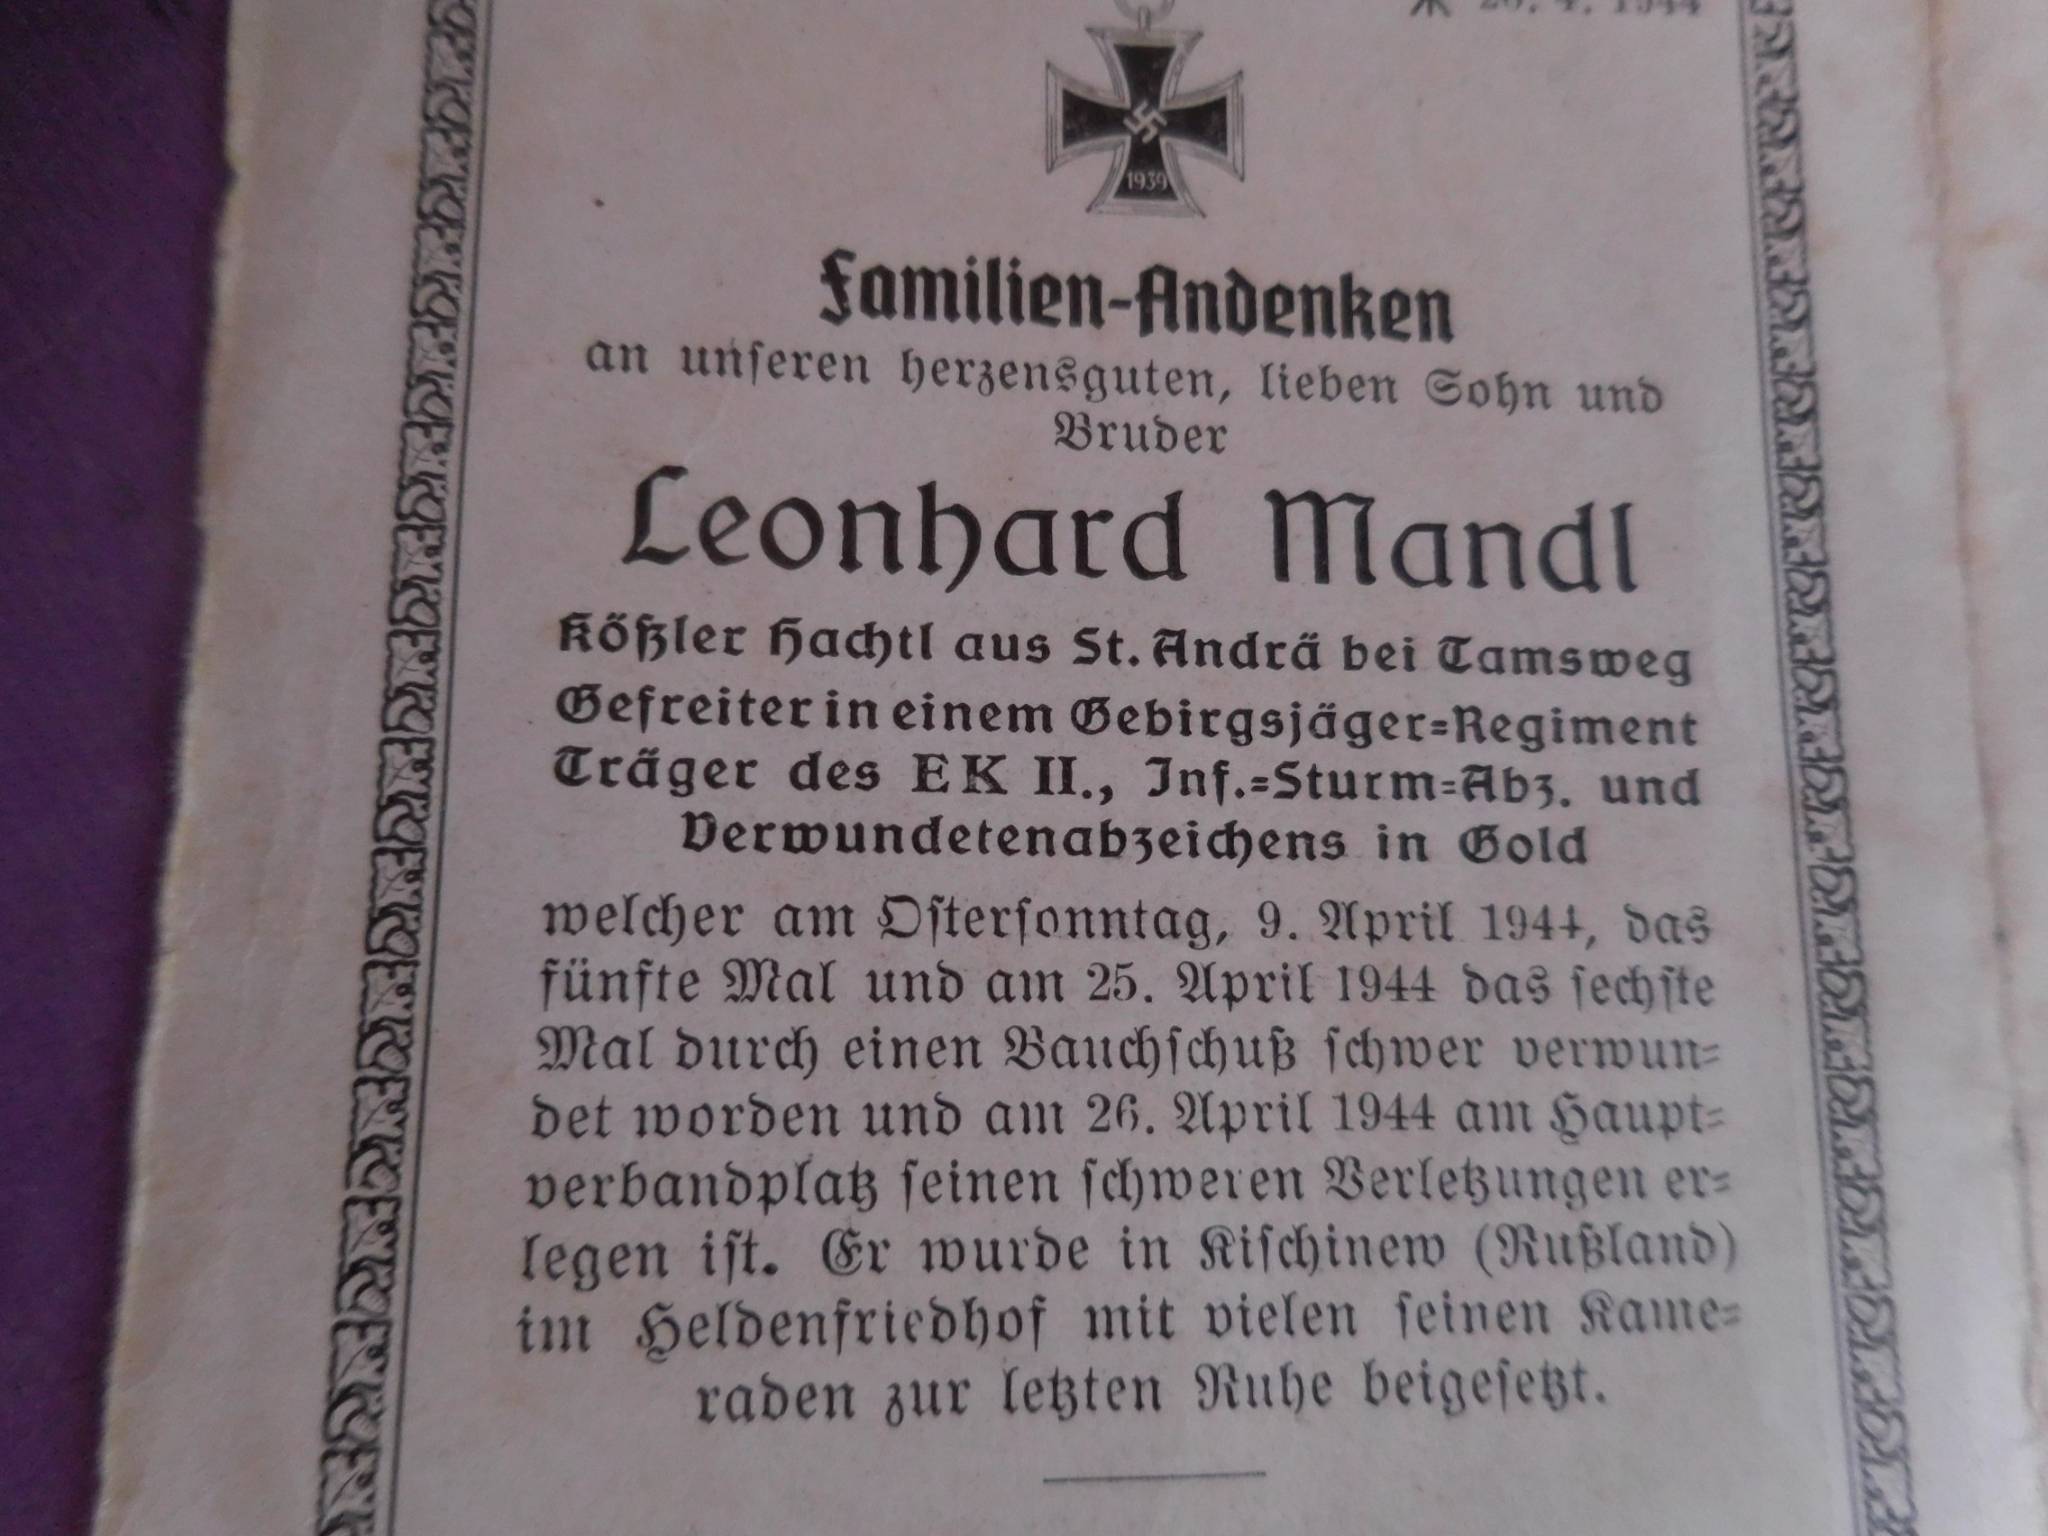 26. 4. 1944
1939
Familien-Andenken
an unseren herzensguten, lieben Sohn und
Bruder
Leonhard Mandl
Kößler Hachtl aus St. Andrä bei Tamsweg
Gefreiter in einem Gebirgsjäger=Regiment
Träger des EK II., Inf.=Sturm=Abz. und
Verwundetenabzeichens in Gold
welcher am Ostersonntag, 9. April 1944, das
fünfte Mal und am 25. April 1944 das sechste
Mal durch einen Bauchschuß schwer verwun=
det worden und am 26. April 1944 am Haupt=
verbandplatz seinen schweren Verletzungen er=
legen ist. Er wurde in Kischinew (Rußland)
im Heldenfriedhof mit vielen seinen Kame=
raden zur letzten Ruhe beigesetzt.